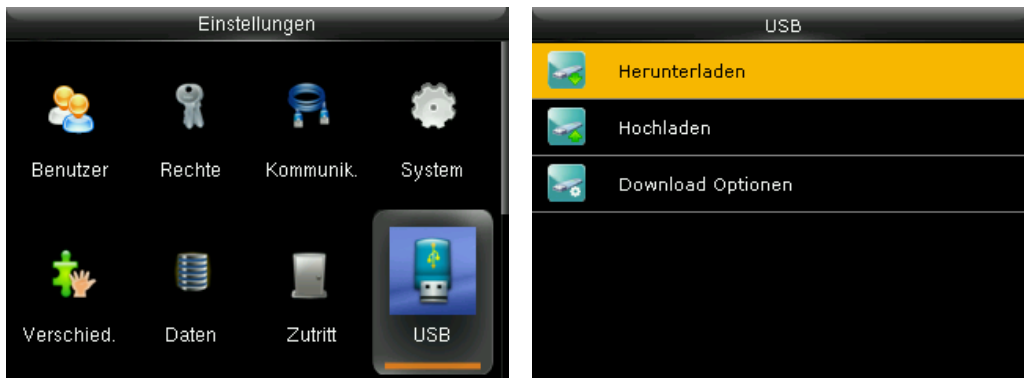 Einstellungen
Benutzer Rechte Kommunik. System
Verschied. Daten Zutritt USB
USB
Herunterladen
Hochladen
Download Optionen